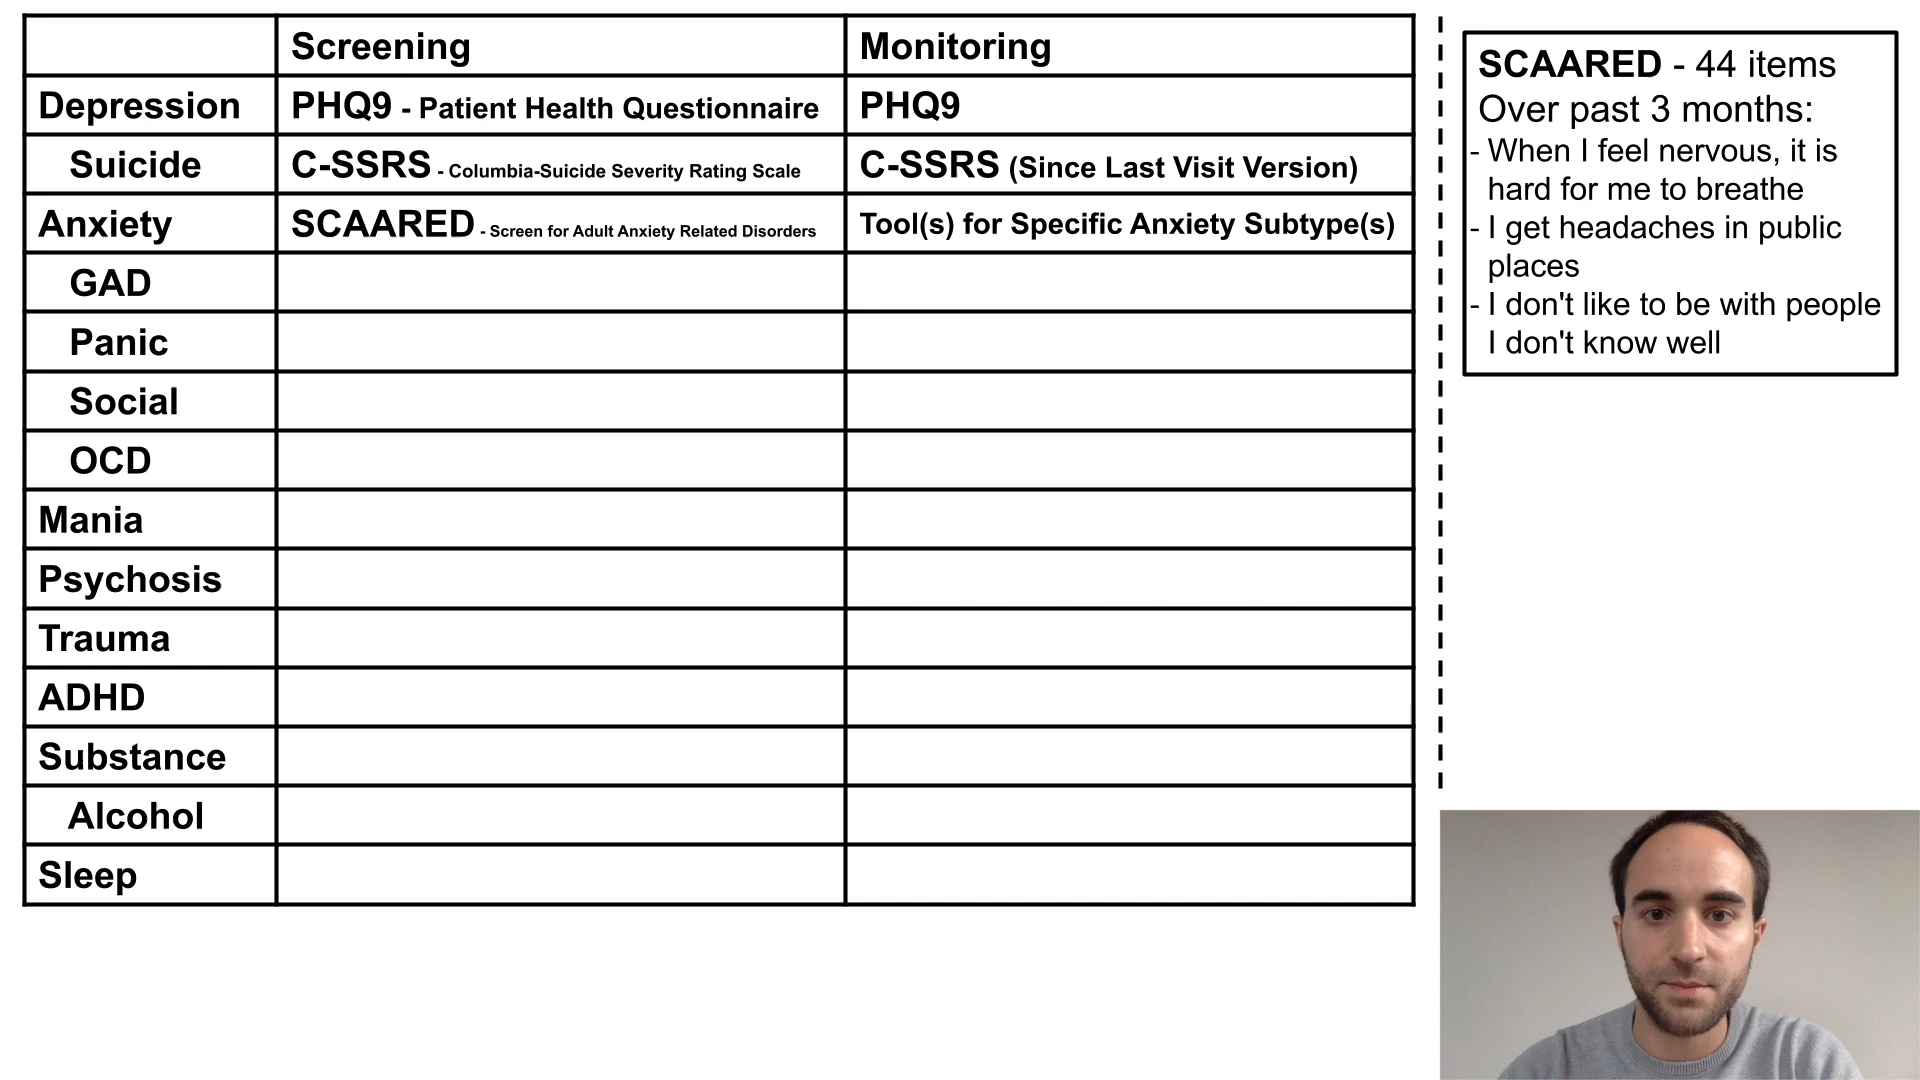 Screening Monitoring
Depression PHQ9 - Patient Health Questionnaire PHQ9
Suicide C-SSRS - Columbia-Suicide Severity Rating Scale C-SSRS (Since Last Visit Version)
Anxiety SCAARED - Screen for Adult Anxiety Related Disorders Tool(s) for Specific Anxiety Subtype(s)
GAD
Panic
Social
OCD
Mania
Psychosis
Trauma
ADHD
Substance
Alcohol
Sleep
SCAARED - 44 items
Over past 3 months:
- When I feel nervous, it is
hard for me to breathe
- I get headaches in public
places
- I don't like to be with people
I don't know well